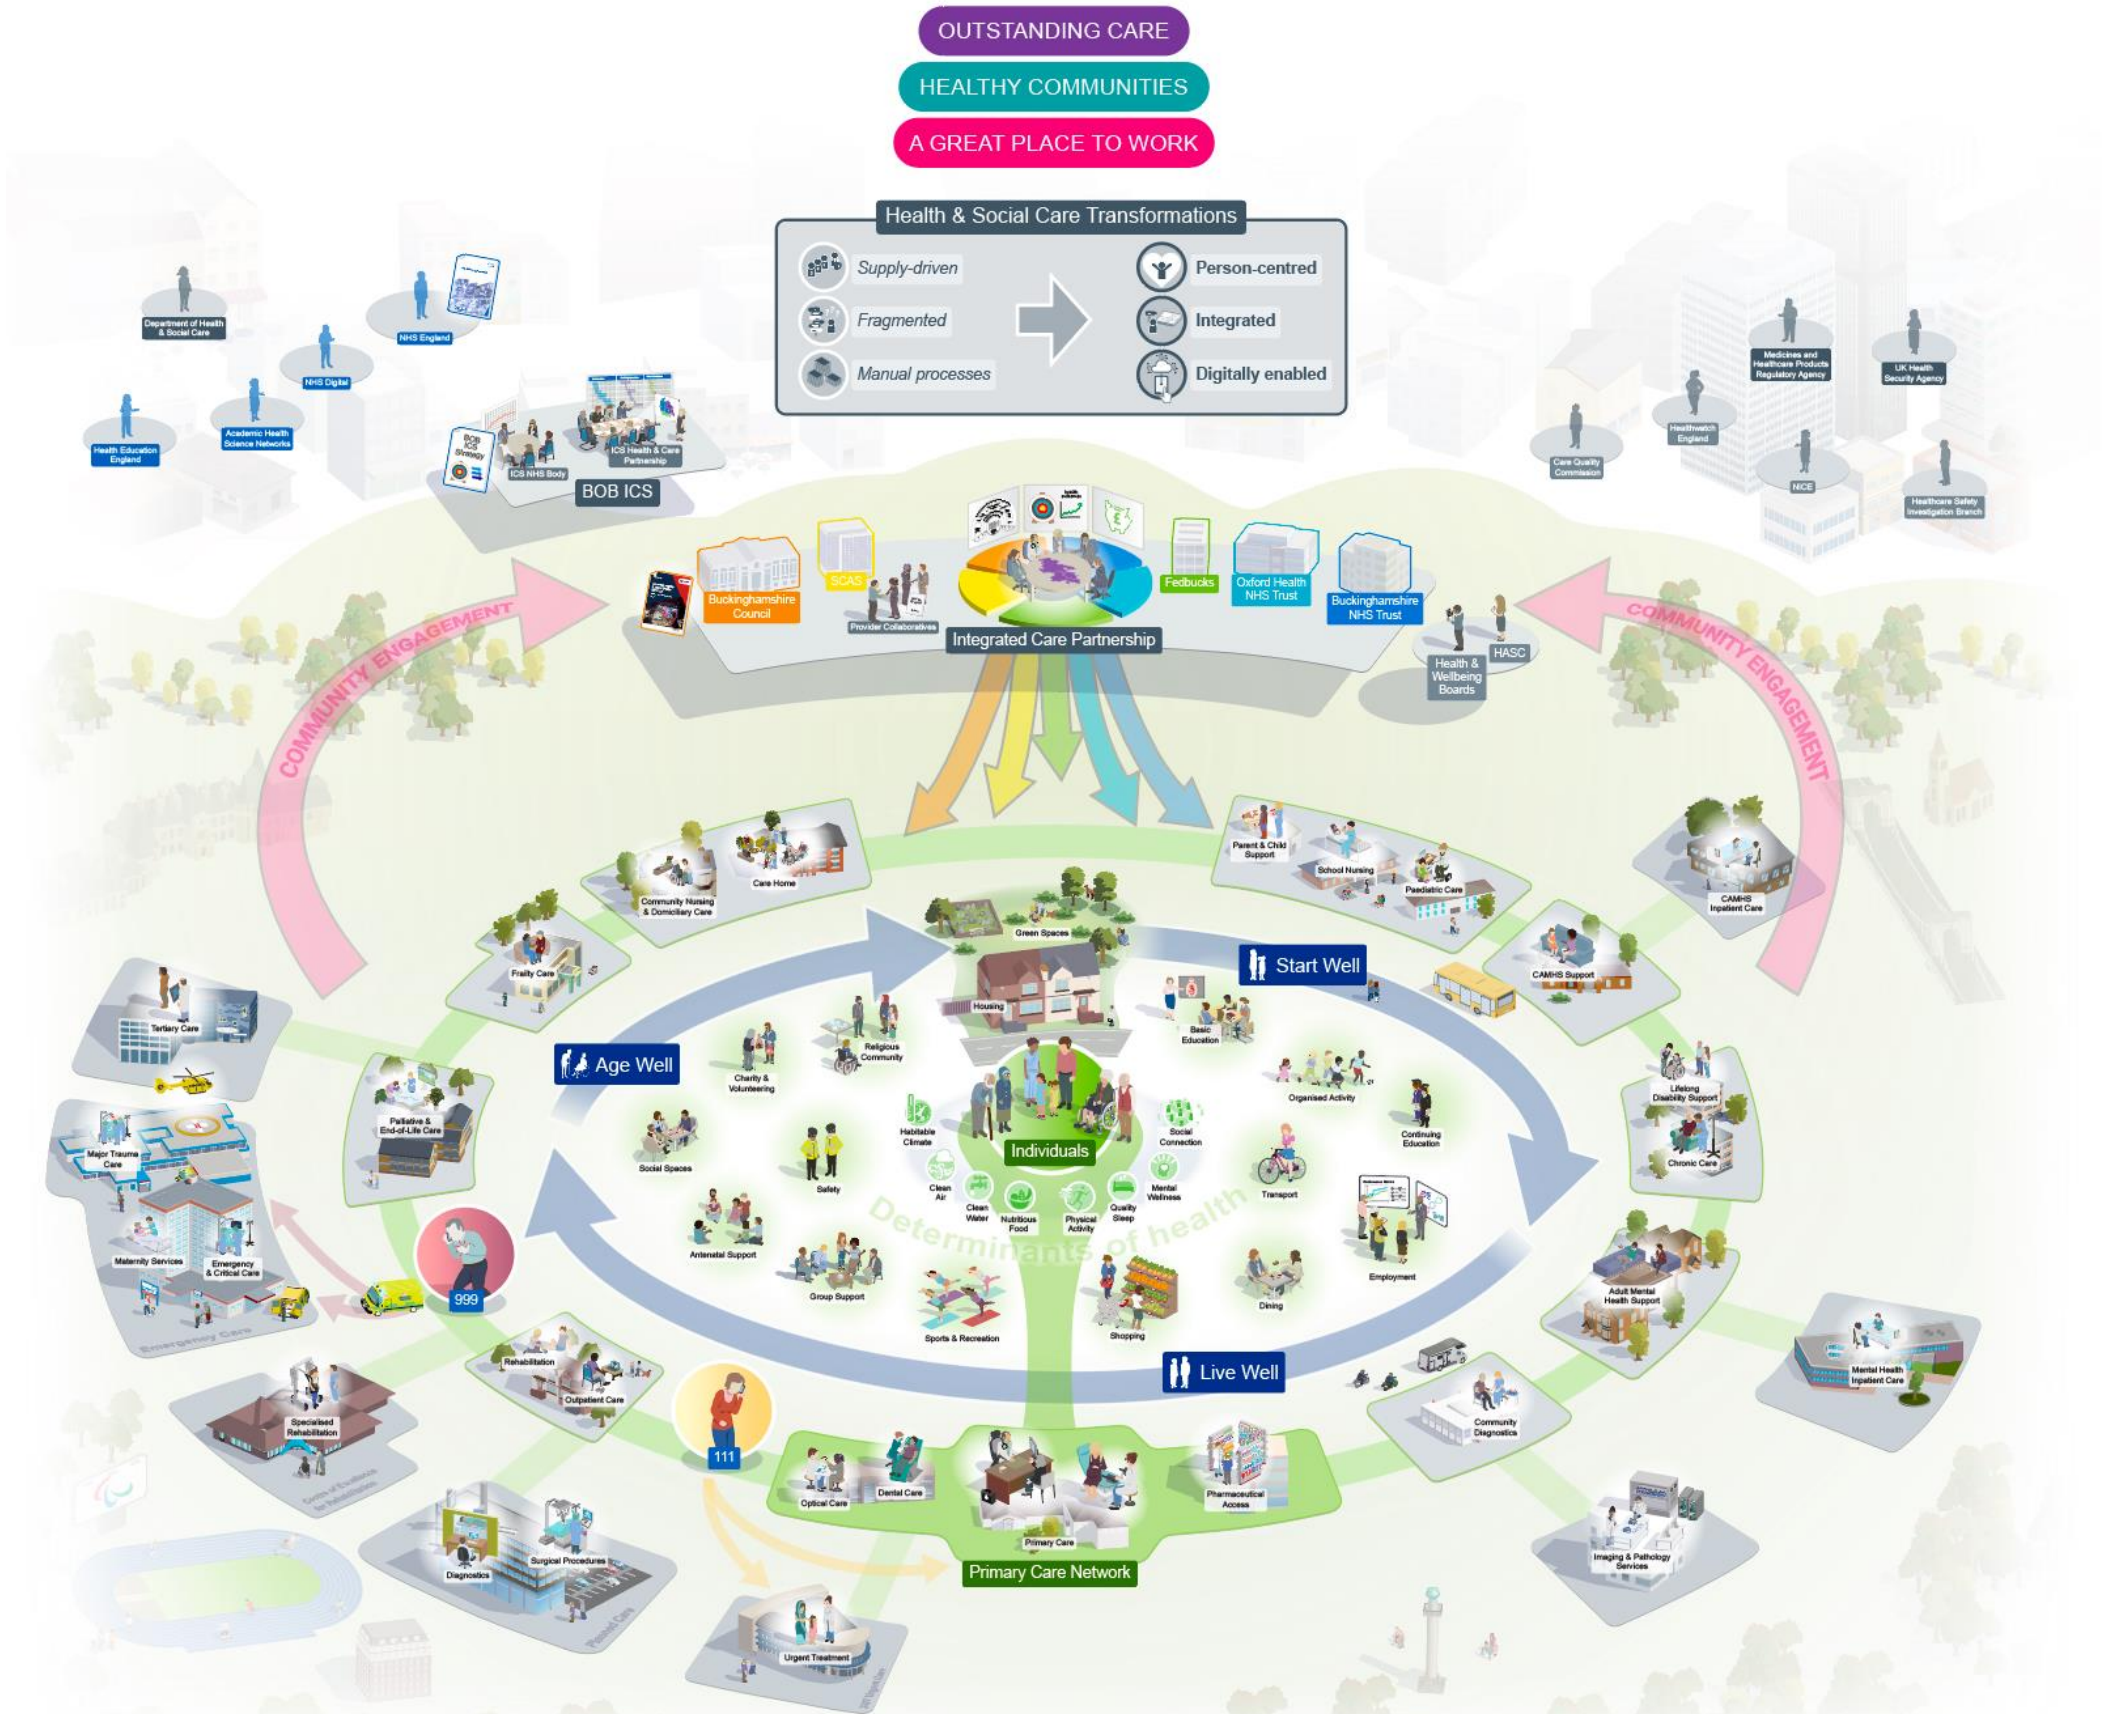 OUTSTANDING CARE
HEALTHY COMMUNITIES
A GREAT PLACE TO WORK
Health & Social Care Transformations
Supply-driven
Person-centred
Fragmented
Integrated
Manual processes
Digitally enabled
Department of Health
& Social Care
NHS England
NHS Digital
Academic Health
Science Networks
Health Education
England
BOB
ICS
Strategy
ICS NHS Body
ICS Health & Care
Partnership
BOB ICS
Medicines and
Healthcare Products
Regulatory Agency
UK Health
Security Agency
Healthwatch
England
Care Quality
Commission
NICE
Healthcare Safety
Investigation Branch
Buckinghamshire
Council
SCAS
Provider Collaboratives
Integrated Care Partnership
Fedbucks
Oxford Health
NHS Trust
Buckinghamshire
NHS Trust
Health &
Wellbeing
Boards
HASC
COMMUNITY ENGAGEMENT
COMMUNITY ENGAGEMENT
Community Nursing
& Domiciliary Care
Care Home
Frailty Care
Parent & Child
Support
School Nursing
Paediatric Care
CAMHS
Inpatient Care
CAMHS Support
Green Spaces
Housing
Start Well
Age Well
Live Well
Tertiary Care
Palliative &
End-of-Life Care
Major Trauma
Care
Maternity Services
Emergency
& Critical Care
Emergency Care
999
111
Charity &
Volunteering
Religious
Community
Basic
Education
Organised Activity
Continuing
Education
Social Spaces
Safety
Habitable
Climate
Individuals
Social
Connection
Clean
Air
Clean
Water
Nutritious
Food
Physical
Activity
Quality
Sleep
Mental
Wellness
Determinants of health
Transport
Antenatal Support
Group Support
Sports & Recreation
Shopping
Dining
Employment
Lifelong
Disability Support
Chronic Care
Adult Mental
Health Support
Mental Health
Inpatient Care
Community
Diagnostics
Imaging & Pathology
Services
Rehabilitation
Outpatient Care
Specialised
Rehabilitation
Centre of Excellence
for Rehabilitation
Diagnostics
Surgical Procedures
Planned Care
Urgent Treatment
Optical Care
Dental Care
Primary Care
Pharmaceutical
Access
Primary Care Network